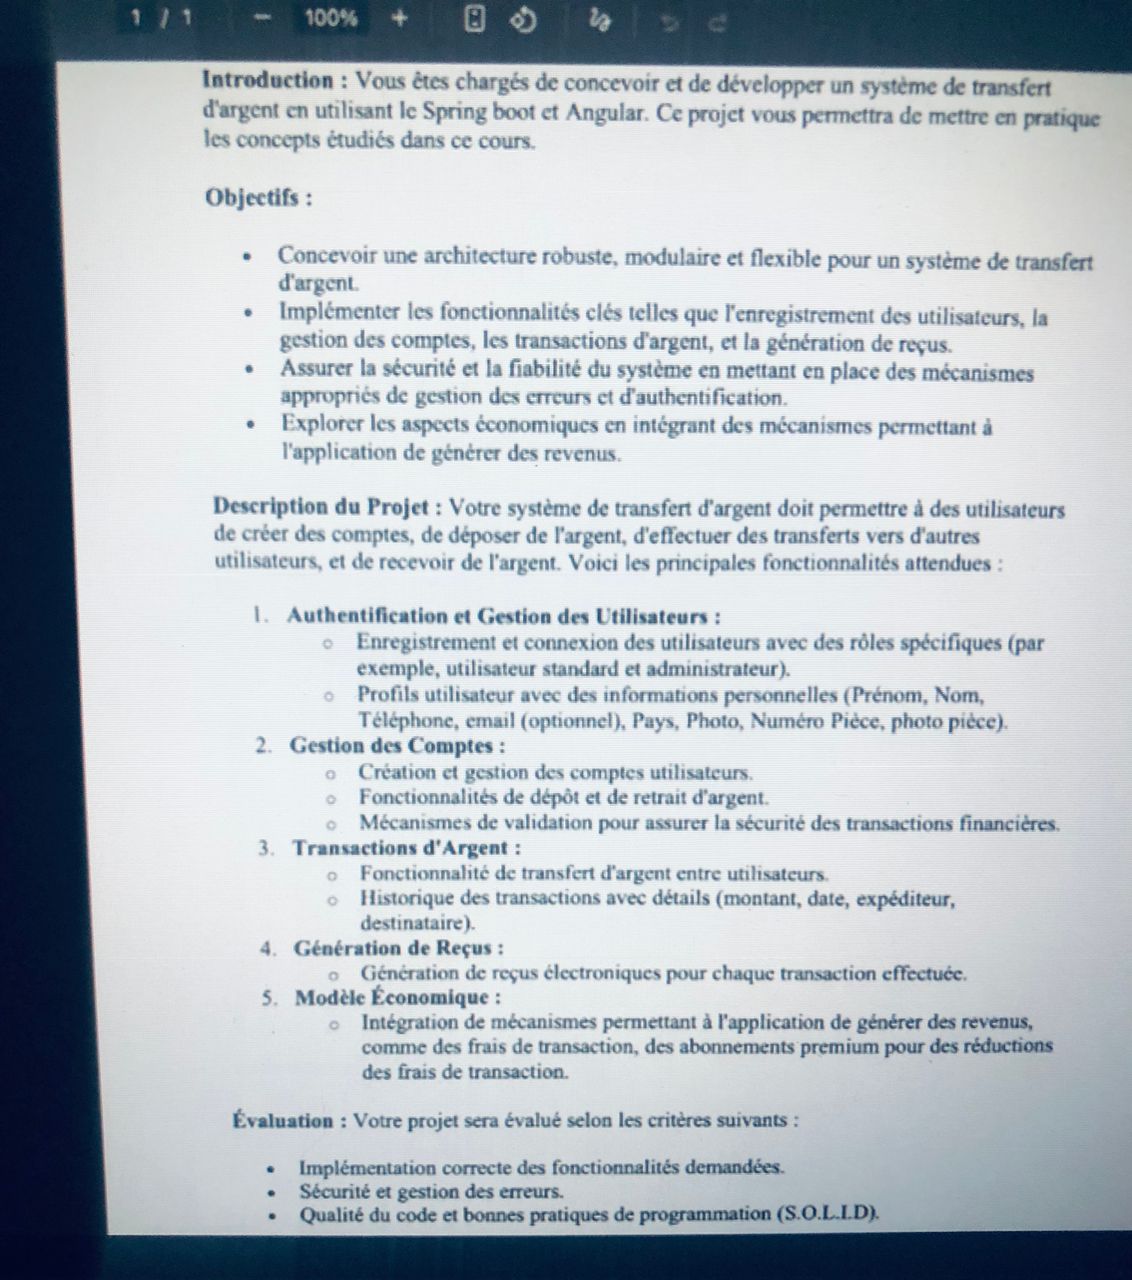 1 / 1 − 100% +
Introduction : Vous êtes chargés de concevoir et de développer un système de transfert
d'argent en utilisant le Spring boot et Angular. Ce projet vous permettra de mettre en pratique
les concepts étudiés dans ce cours.
Objectifs :
• Concevoir une architecture robuste, modulaire et flexible pour un système de transfert
d'argent.
• Implémenter les fonctionnalités clés telles que l'enregistrement des utilisateurs, la
gestion des comptes, les transactions d'argent, et la génération de reçus.
• Assurer la sécurité et la fiabilité du système en mettant en place des mécanismes
appropriés de gestion des erreurs et d'authentification.
• Explorer les aspects économiques en intégrant des mécanismes permettant à
l'application de générer des revenus.
Description du Projet : Votre système de transfert d'argent doit permettre à des utilisateurs
de créer des comptes, de déposer de l'argent, d'effectuer des transferts vers d'autres
utilisateurs, et de recevoir de l'argent. Voici les principales fonctionnalités attendues :
1. Authentification et Gestion des Utilisateurs :
o Enregistrement et connexion des utilisateurs avec des rôles spécifiques (par
exemple, utilisateur standard et administrateur).
o Profils utilisateur avec des informations personnelles (Prénom, Nom,
Téléphone, email (optionnel), Pays, Photo, Numéro Pièce, photo pièce).
2. Gestion des Comptes :
o Création et gestion des comptes utilisateurs.
o Fonctionnalités de dépôt et de retrait d'argent.
o Mécanismes de validation pour assurer la sécurité des transactions financières.
3. Transactions d'Argent :
o Fonctionnalité de transfert d'argent entre utilisateurs.
o Historique des transactions avec détails (montant, date, expéditeur,
destinataire).
4. Génération de Reçus :
o Génération de reçus électroniques pour chaque transaction effectuée.
5. Modèle Économique :
o Intégration de mécanismes permettant à l'application de générer des revenus,
comme des frais de transaction, des abonnements premium pour des réductions
des frais de transaction.
Évaluation : Votre projet sera évalué selon les critères suivants :
• Implémentation correcte des fonctionnalités demandées.
• Sécurité et gestion des erreurs.
• Qualité du code et bonnes pratiques de programmation (S.O.L.I.D).